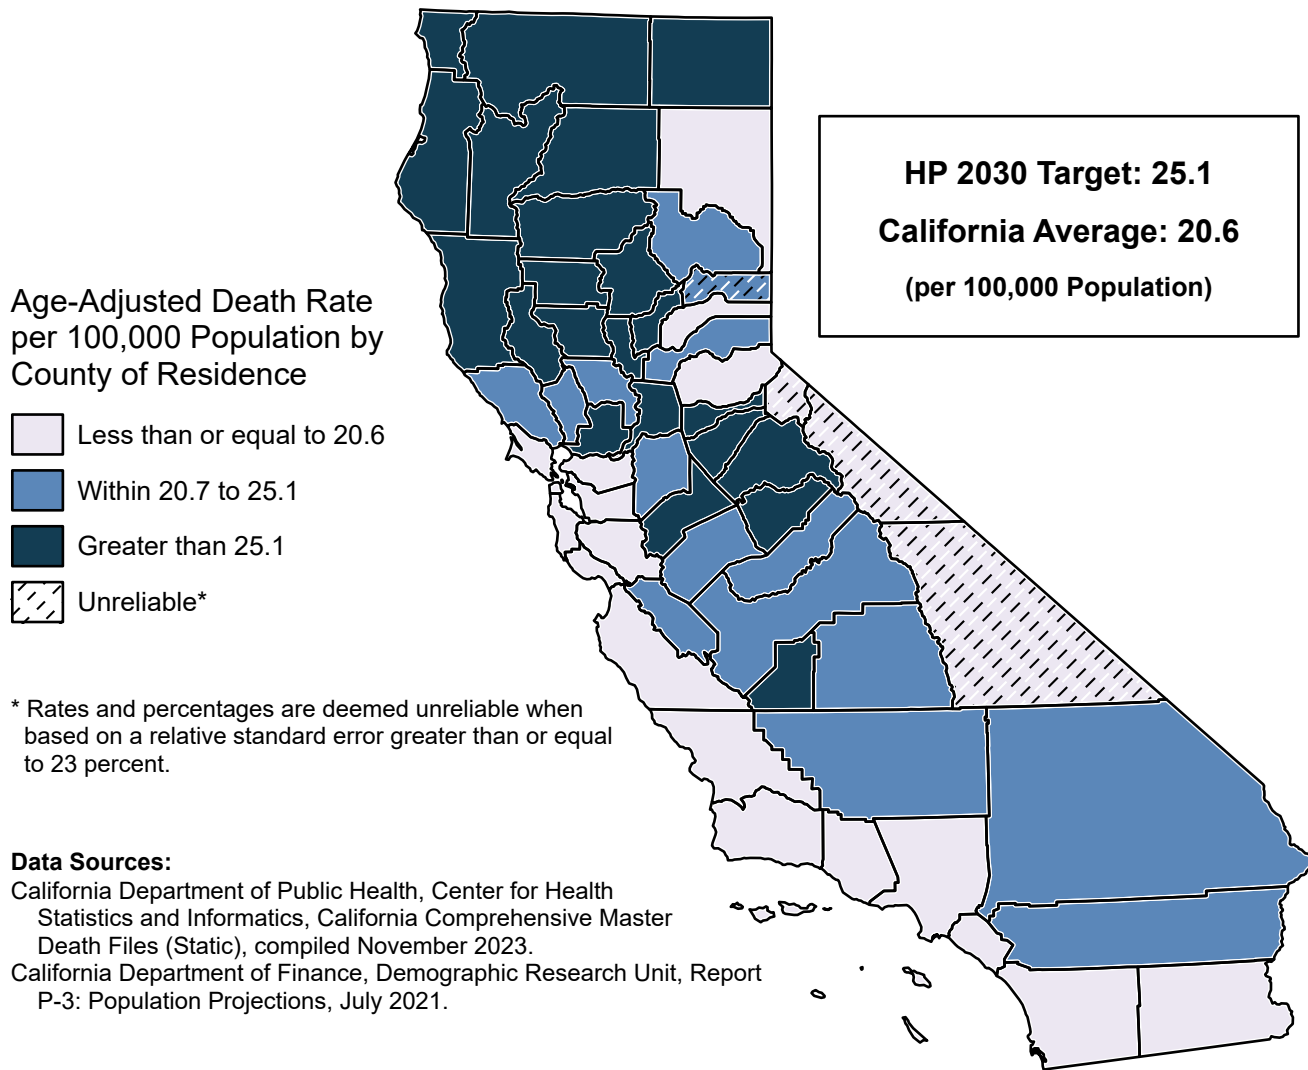 HP 2030 Target: 25.1
California Average: 20.6
(per 100,000 Population)
Age-Adjusted Death Rate
per 100,000 Population by
County of Residence
Less than or equal to 20.6
Within 20.7 to 25.1
Greater than 25.1
Unreliable*
* Rates and percentages are deemed unreliable when
based on a relative standard error greater than or equal
to 23 percent.
Data Sources:
California Department of Public Health, Center for Health
Statistics and Informatics, California Comprehensive Master
Death Files (Static), compiled November 2023.
California Department of Finance, Demographic Research Unit, Report
P-3: Population Projections, July 2021.